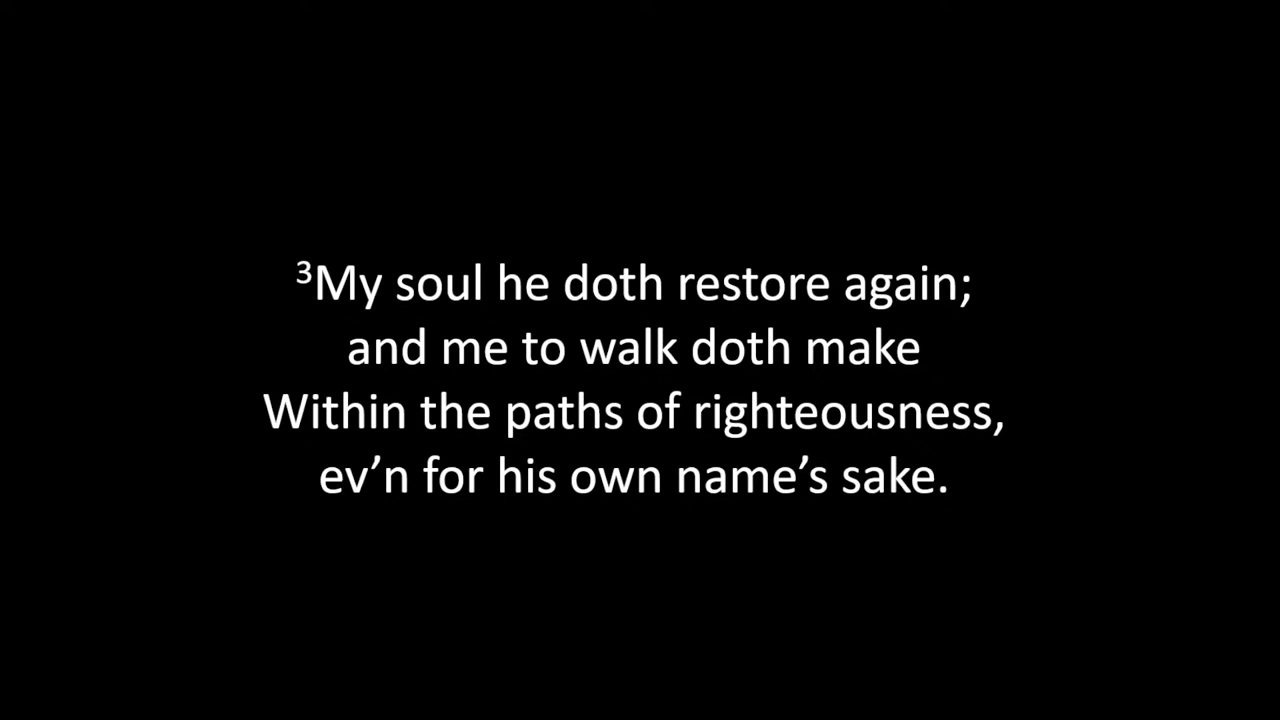 ³My soul he doth restore again;
and me to walk doth make
Within the paths of righteousness,
ev’n for his own name’s sake.